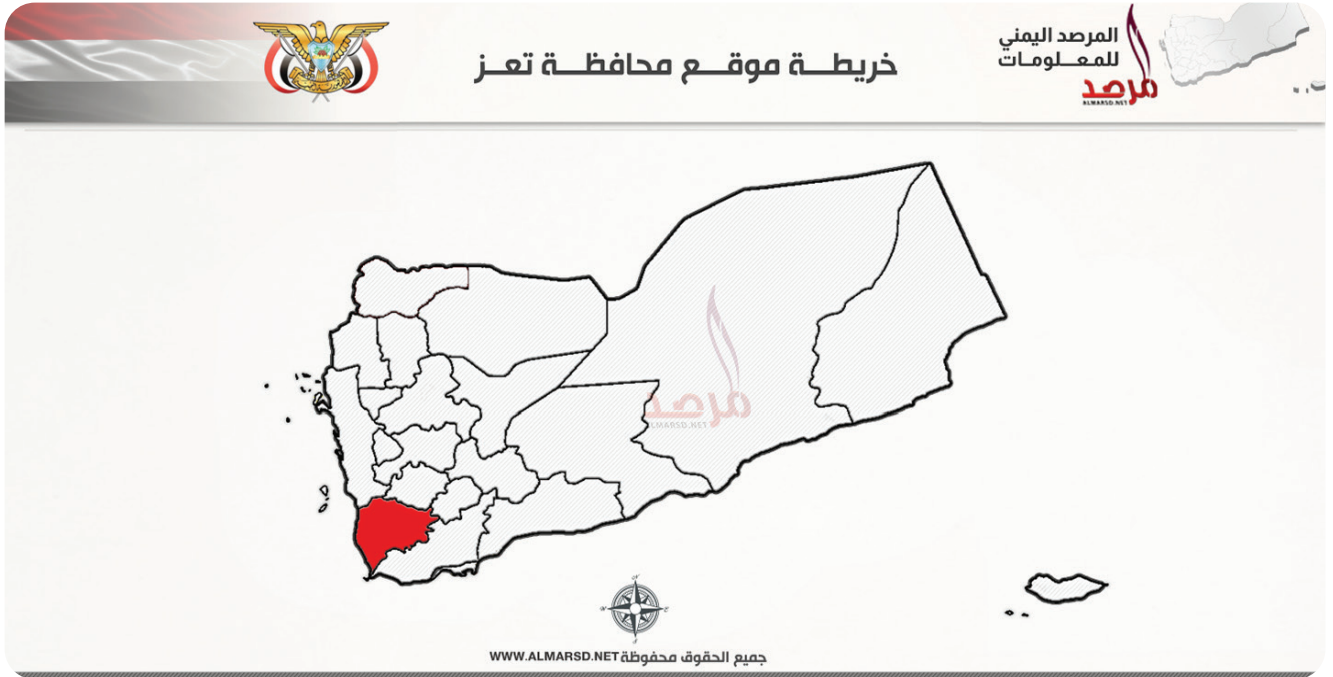 المرصد اليمني
للمعلومات
مرصد
ALMARSD.NET
خريطة موقع محافظة تعز
مرصد
ALMARSD.NET
N
W
E
S
جميع الحقوق محفوظة WWW.ALMARSD.NET